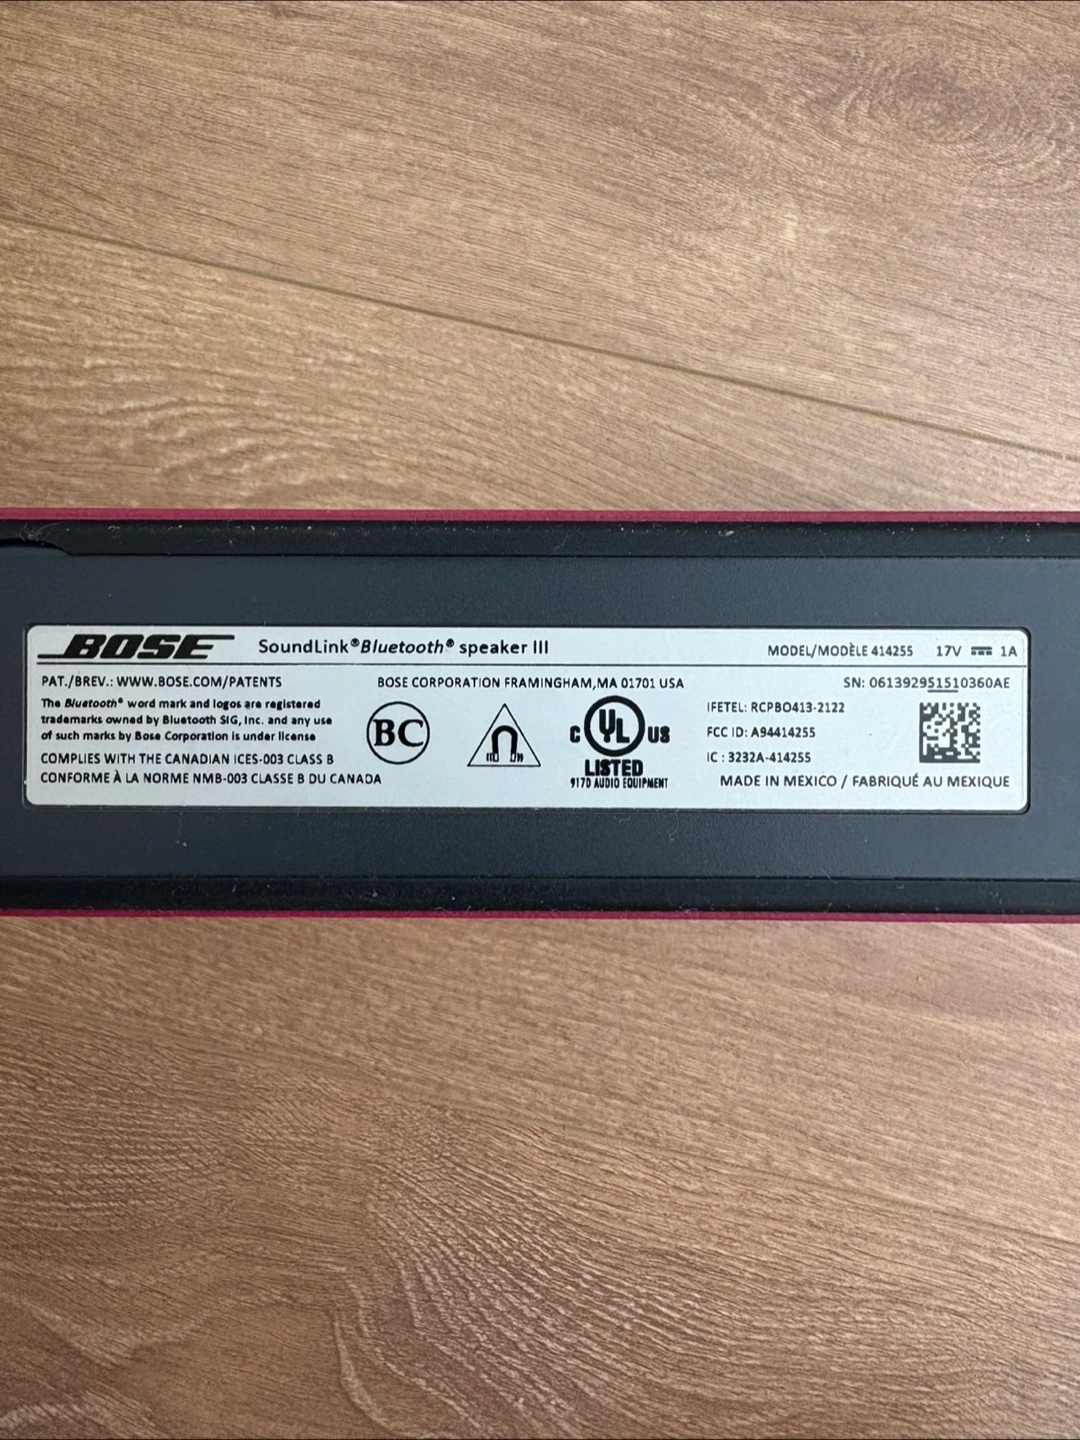 BOSE SoundLink® Bluetooth® speaker III MODEL/MODÈLE 414255 17V 1A
PAT./BREV.: WWW.BOSE.COM/PATENTS BOSE CORPORATION FRAMINGHAM,MA 01701 USA SN: 061392951510360AE
The Bluetooth® word mark and logos are registered
trademarks owned by Bluetooth SIG, Inc. and any use
of such marks by Bose Corporation is under license
COMPLIES WITH THE CANADIAN ICES-003 CLASS B
CONFORME À LA NORME NMB-003 CLASSE B DU CANADA
BC
C UL US
LISTED
917D AUDIO EQUIPMENT
IFETEL: RCPBO413-2122
FCC ID: A94414255
IC : 3232A-414255
MADE IN MEXICO / FABRIQUÉ AU MEXIQUE